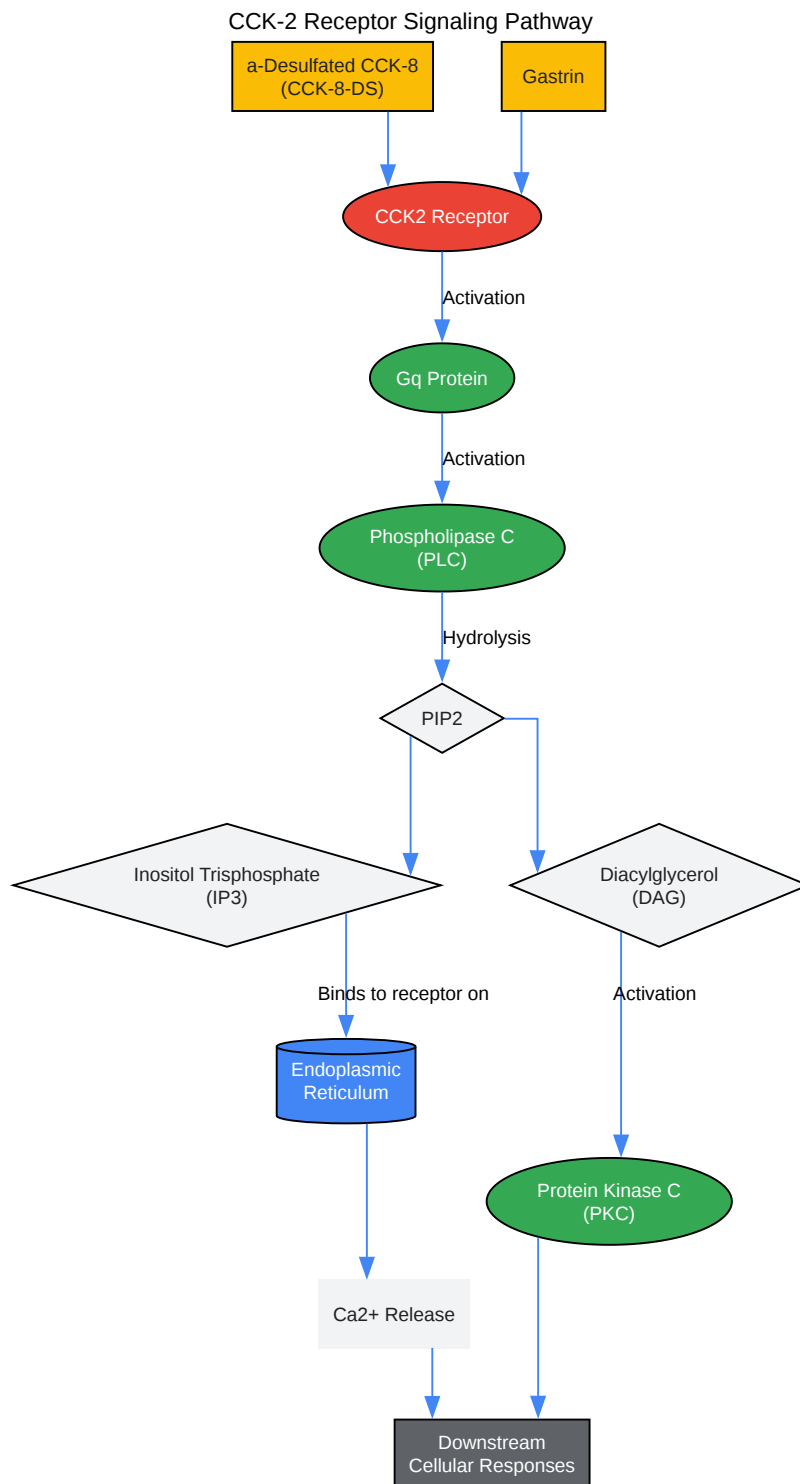 CCK-2 Receptor Signaling Pathway
a-Desulfated CCK-8
(CCK-8-DS)
Gastrin
CCK2 Receptor
Activation
Gq Protein
Activation
Phospholipase C
(PLC)
Hydrolysis
PIP2
Inositol Trisphosphate
(IP3)
Diacylglycerol
(DAG)
Binds to receptor on
Activation
Endoplasmic
Reticulum
Protein Kinase C
(PKC)
Ca2+ Release
Downstream
Cellular Responses